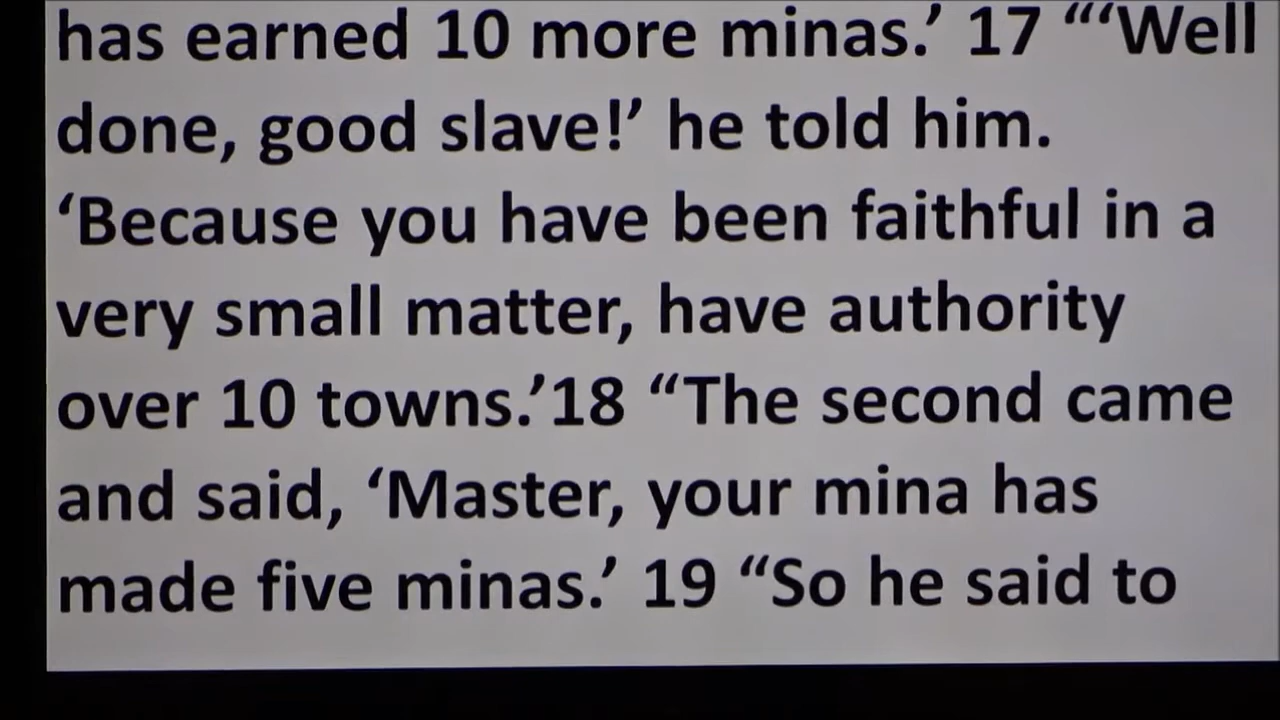 has earned 10 more minas.’ 17 “‘Well
done, good slave!’ he told him.
‘Because you have been faithful in a
very small matter, have authority
over 10 towns.’18 “The second came
and said, ‘Master, your mina has
made five minas.’ 19 “So he said to